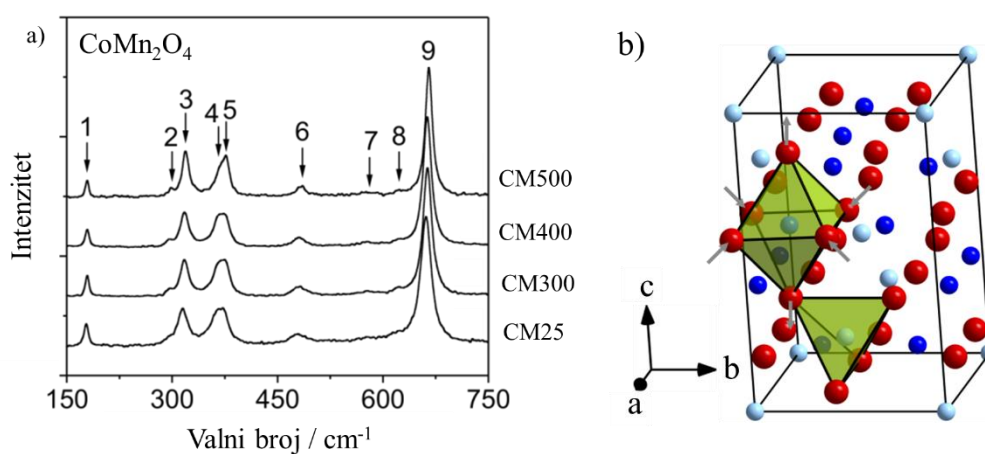 a)
CoMn₂O₄
1
2
3
4
5
6
7
8
9
CM500
CM400
CM300
CM25
Intenzitet
150 300 450 600 750
Valni broj / cm⁻¹
b)
c
b
a